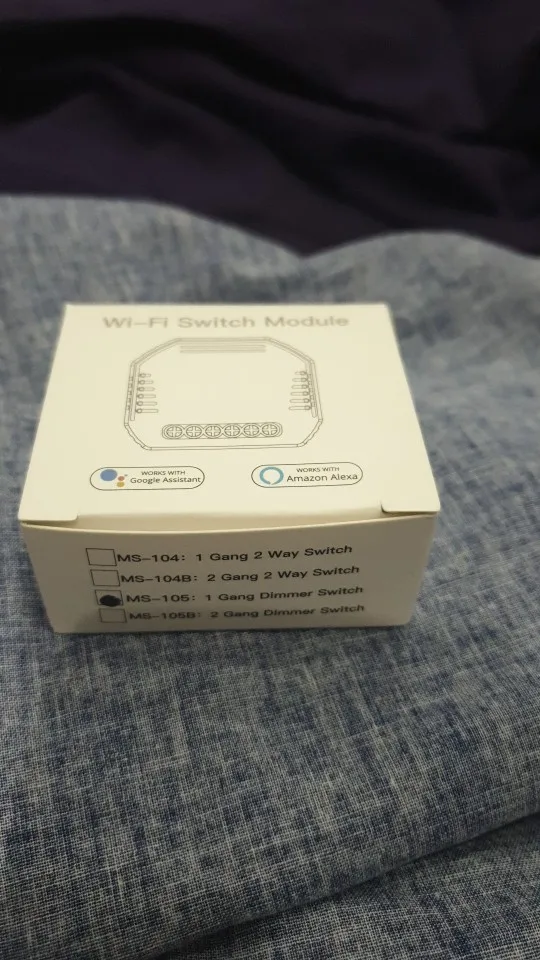 Wi-Fi Switch Module
WORKS WITH
Google Assistant
WORKS WITH
Amazon Alexa
MS-104: 1 Gang 2 Way Switch
MS-104B: 2 Gang 2 Way Switch
MS-105: 1 Gang Dimmer Switch
MS-105B: 2 Gang Dimmer Switch